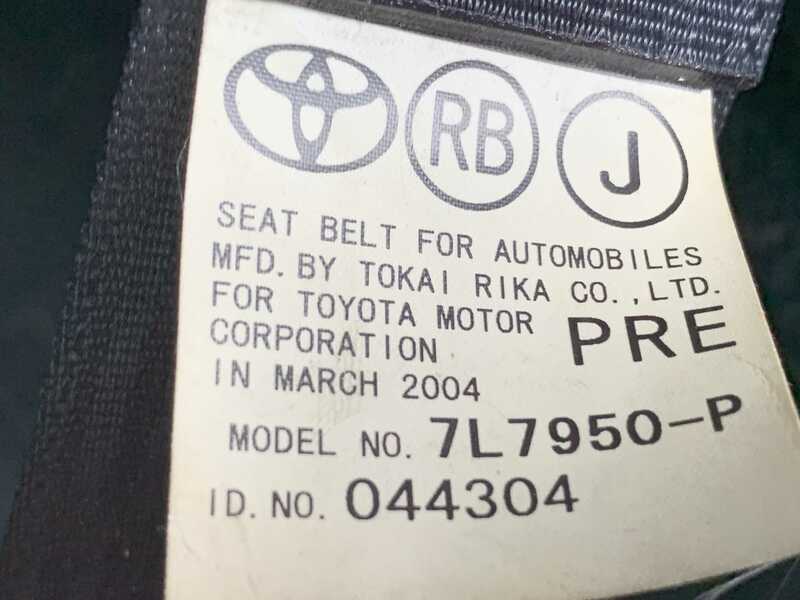 RB J
SEAT BELT FOR AUTOMOBILES
MFD. BY TOKAI RIKA CO., LTD.
FOR TOYOTA MOTOR
CORPORATION PRE
IN MARCH 2004
MODEL NO. 7L7950-P
ID. NO. 044304